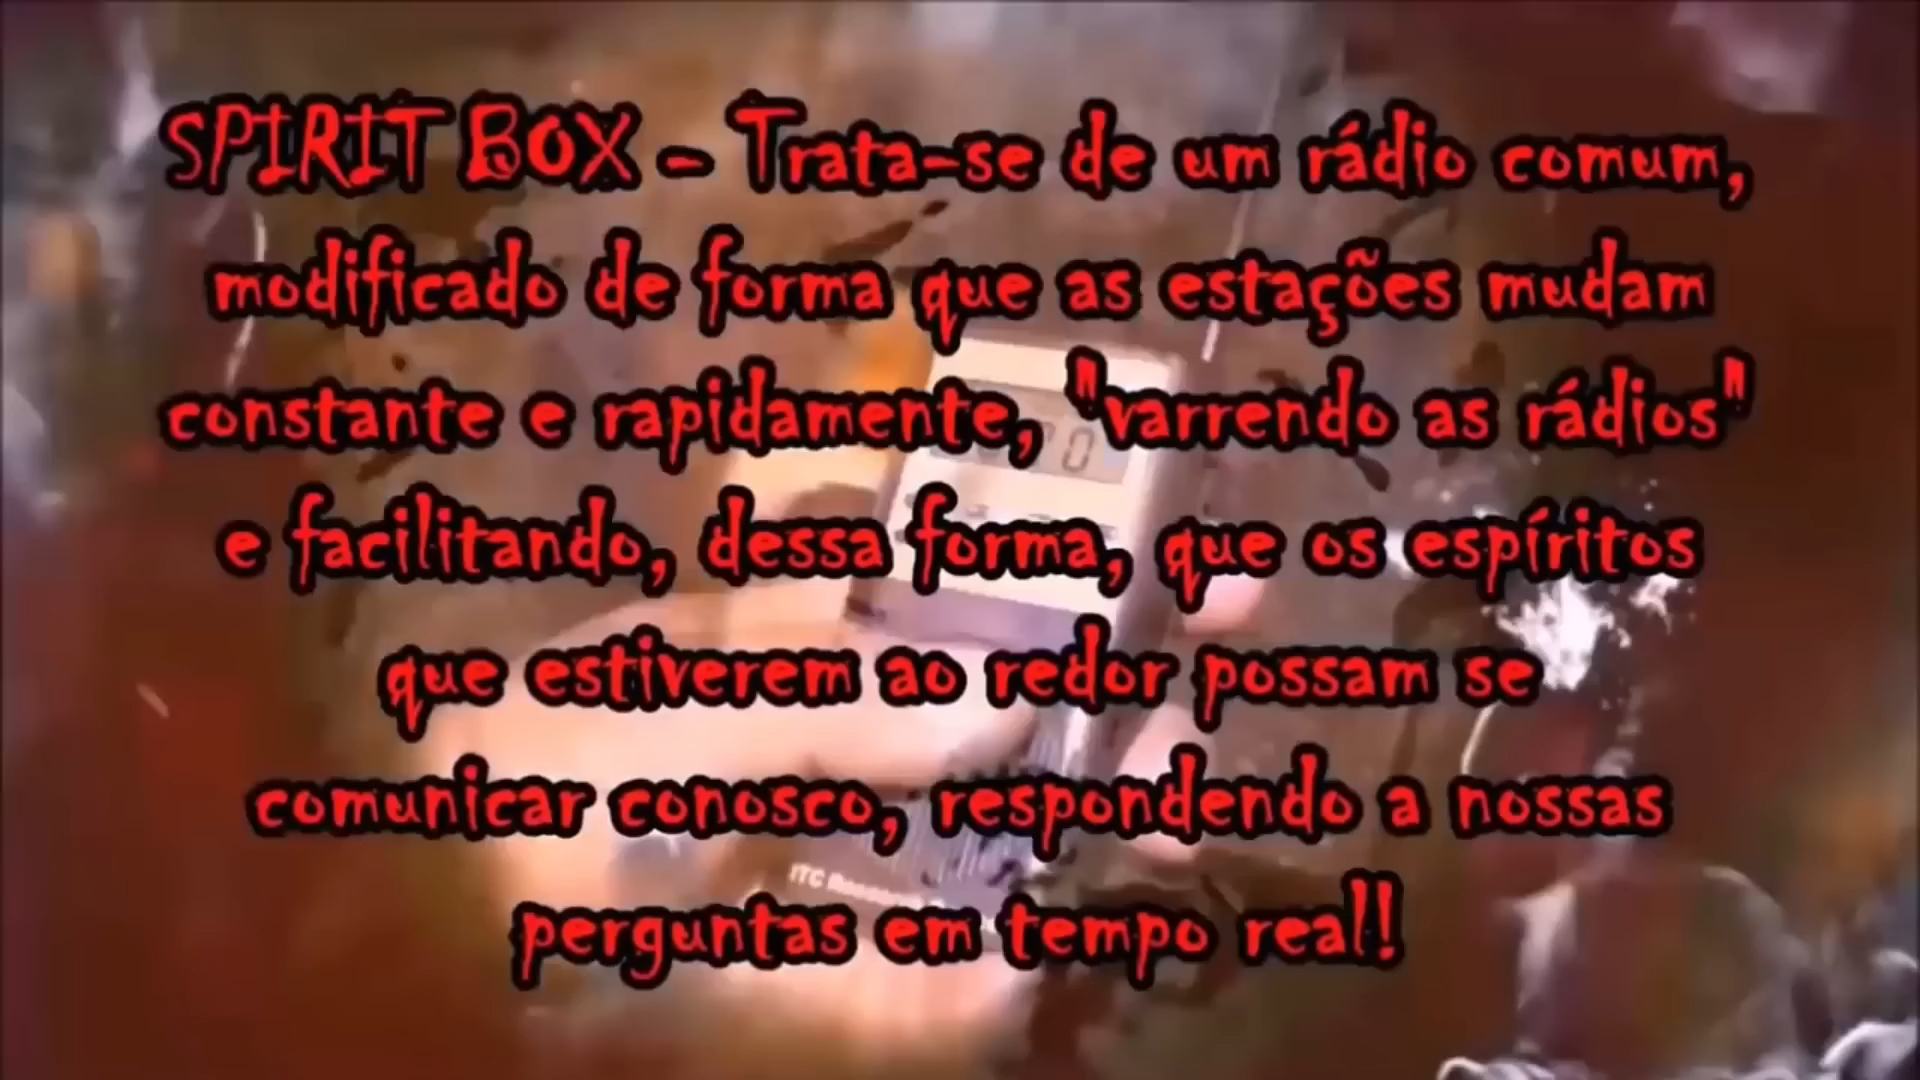 SPIRIT BOX - Trata-se de um rádio comum,
modificado de forma que as estações mudam
constante e rapidamente, "varrendo as rádios"
e facilitando, dessa forma, que os espíritos
que estiverem ao redor possam se
comunicar conosco, respondendo a nossas
perguntas em tempo real!
ITC